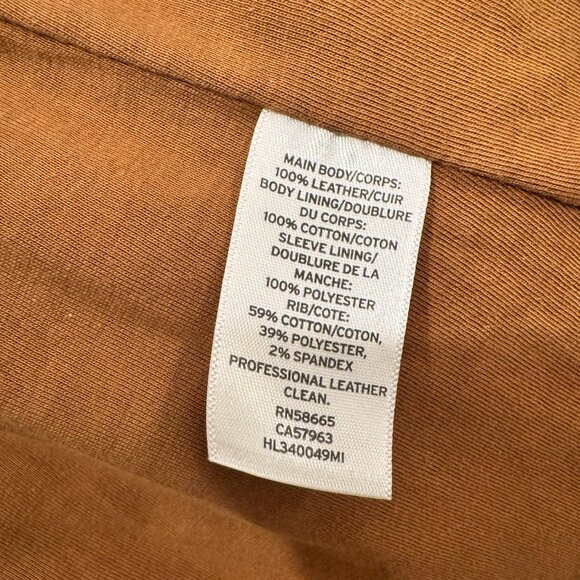 MAIN BODY/CORPS:
100% LEATHER/CUIR
BODY LINING/DOUBLURE
DU CORPS:
100% COTTON/COTON
SLEEVE LINING/
DOUBLURE DE LA
MANCHE:
100% POLYESTER
RIB/COTE:
59% COTTON/COTON,
39% POLYESTER,
2% SPANDEX
PROFESSIONAL LEATHER
CLEAN.
RN58665
CA57963
HL340049MI